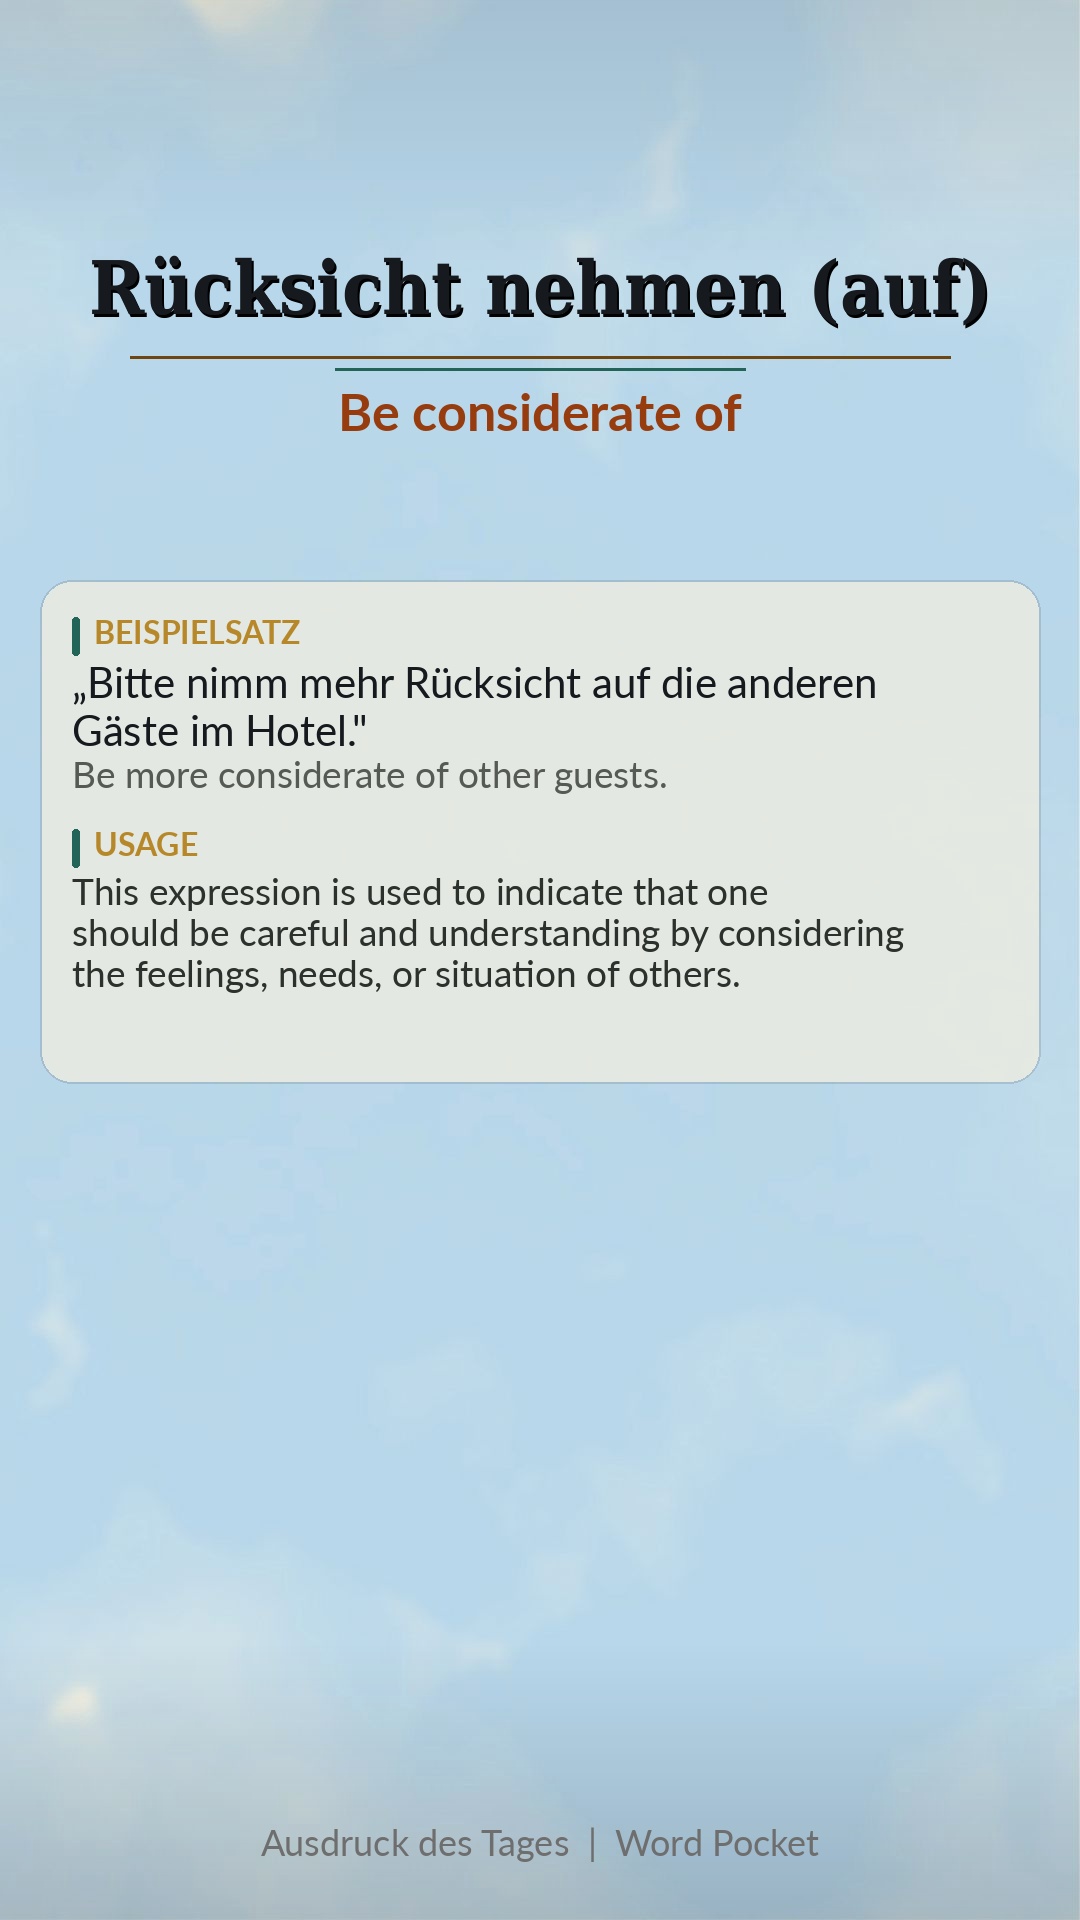 Rücksicht nehmen (auf)
Be considerate of
BEISPIELSATZ
„Bitte nimm mehr Rücksicht auf die anderen
Gäste im Hotel."
Be more considerate of other guests.
USAGE
This expression is used to indicate that one
should be careful and understanding by considering
the feelings, needs, or situation of others.
Ausdruck des Tages | Word Pocket